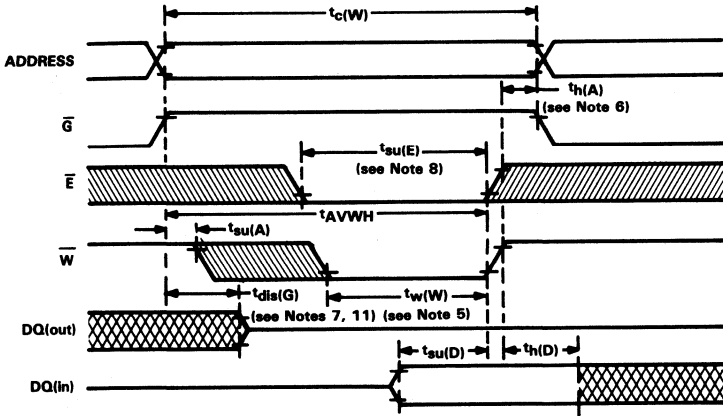 tc(W)
ADDRESS
th(A)
(see Note 6)
G
tsu(E)
(see Note 8)
E
tAVWH
tsu(A)
W
tdis(G)
tw(W)
(see Notes 7, 11) (see Note 5)
DQ(out)
tsu(D)
th(D)
DQ(in)